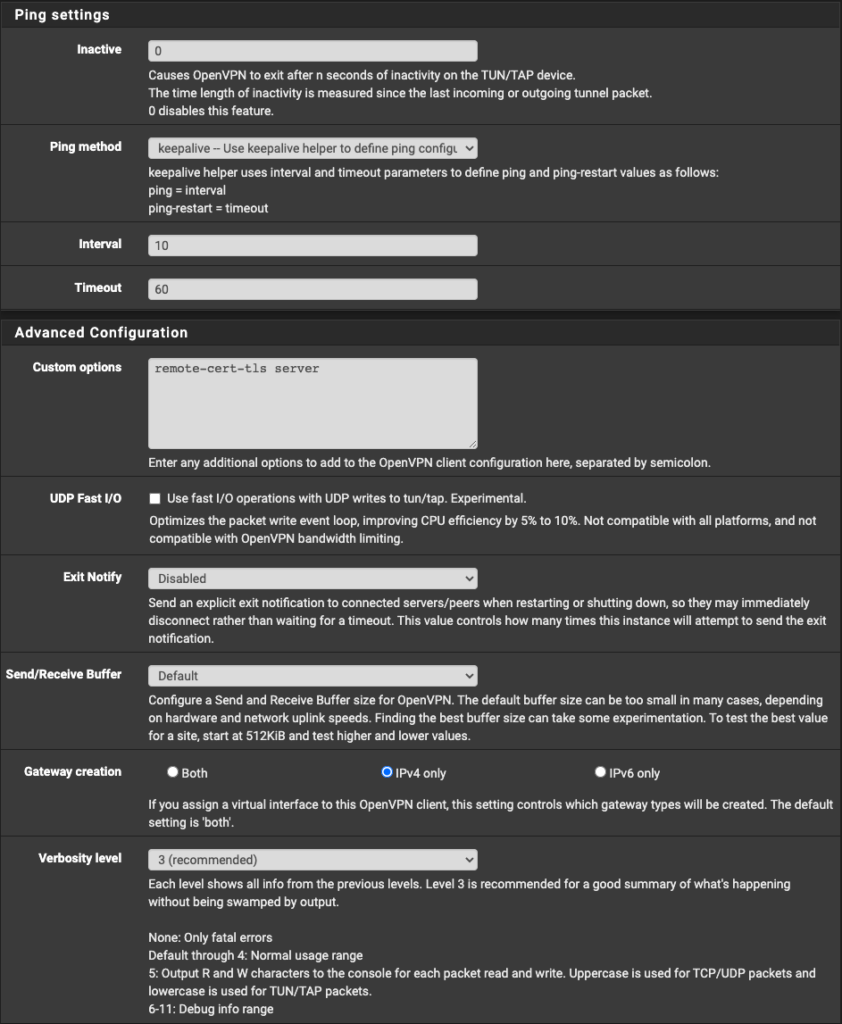 Ping settings
Inactive
0
Causes OpenVPN to exit after n seconds of inactivity on the TUN/TAP device.
The time length of inactivity is measured since the last incoming or outgoing tunnel packet.
0 disables this feature.
Ping method
keepalive -- Use keepalive helper to define ping configu
keepalive helper uses interval and timeout parameters to define ping and ping-restart values as follows:
ping = interval
ping-restart = timeout
Interval
10
Timeout
60
Advanced Configuration
Custom options
remote-cert-tls server
Enter any additional options to add to the OpenVPN client configuration here, separated by semicolon.
UDP Fast I/O
Use fast I/O operations with UDP writes to tun/tap. Experimental.
Optimizes the packet write event loop, improving CPU efficiency by 5% to 10%. Not compatible with all platforms, and not
compatible with OpenVPN bandwidth limiting.
Exit Notify
Disabled
Send an explicit exit notification to connected servers/peers when restarting or shutting down, so they may immediately
disconnect rather than waiting for a timeout. This value controls how many times this instance will attempt to send the exit
notification.
Send/Receive Buffer
Default
Configure a Send and Receive Buffer size for OpenVPN. The default buffer size can be too small in many cases, depending
on hardware and network uplink speeds. Finding the best buffer size can take some experimentation. To test the best value
for a site, start at 512KiB and test higher and lower values.
Gateway creation
Both
IPv4 only
IPv6 only
If you assign a virtual interface to this OpenVPN client, this setting controls which gateway types will be created. The default
setting is 'both'.
Verbosity level
3 (recommended)
Each level shows all info from the previous levels. Level 3 is recommended for a good summary of what's happening
without being swamped by output.
None: Only fatal errors
Default through 4: Normal usage range
5: Output R and W characters to the console for each packet read and write. Uppercase is used for TCP/UDP packets and
lowercase is used for TUN/TAP packets.
6-11: Debug info range